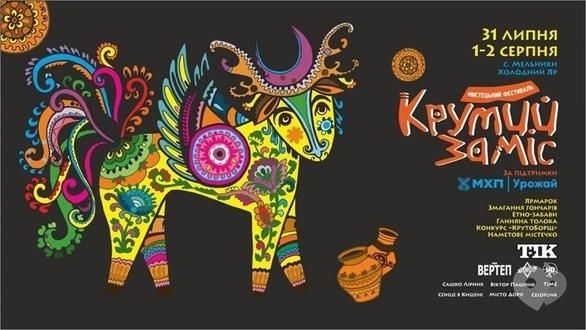 31 ЛИПНЯ
1-2 СЕРПНЯ
с. Мельники
Холодний Яр
МИСТЕЦЬКИЙ ФЕСТИВАЛЬ
Крутий
заміс
ЗА ПІДТРИМКИ
МХП | Урожай
Ярмарок
Змагання гончарів
Етно-забави
Глиняна толока
Конкурс «Крутоборщ»
Наметове містечко
ТІК
ВЕРТЕП
Сашко Лірник Віктор Пашник Time
Сонце в Кишені Місто Доря Celofunk